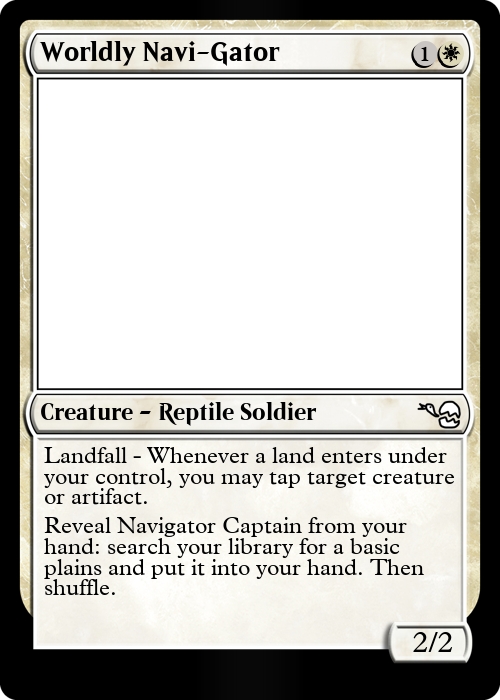 Worldly Navi-Gator 1
Creature - Reptile Soldier
Landfall - Whenever a land enters under
your control, you may tap target creature
or artifact.
Reveal Navigator Captain from your
hand: search your library for a basic
plains and put it into your hand. Then
shuffle.
2/2